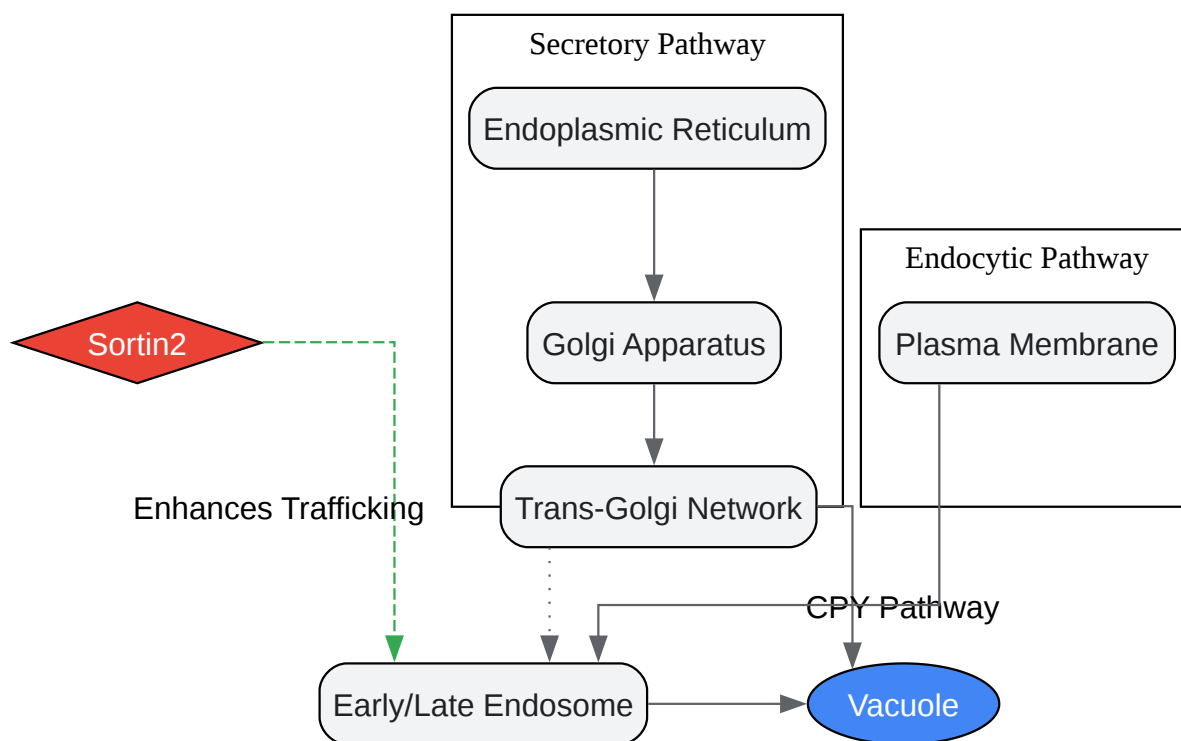 Secretory Pathway
Endoplasmic Reticulum
Endocytic Pathway
Sortin2
Golgi Apparatus
Plasma Membrane
Enhances Trafficking
Trans-Golgi Network
CPY Pathway
Early/Late Endosome
Vacuole